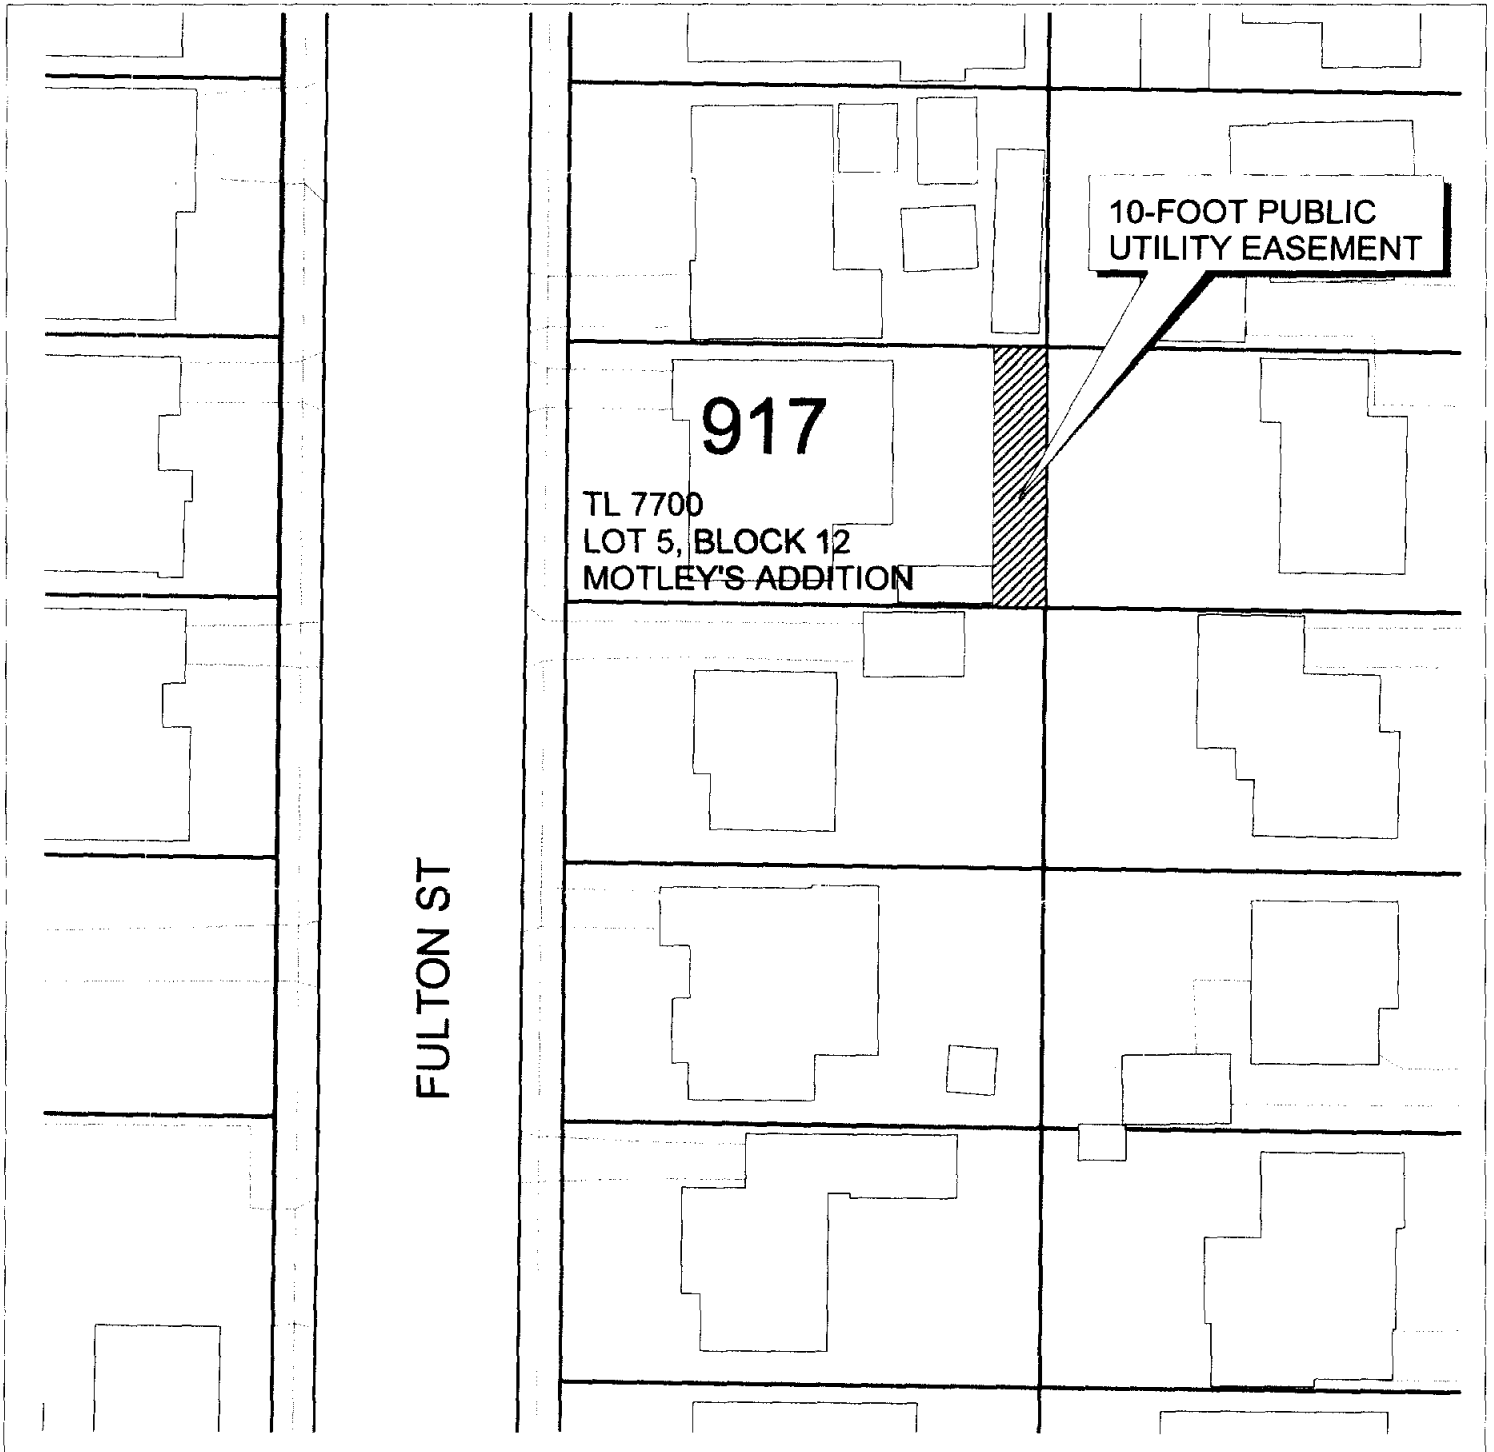 10-FOOT PUBLIC
UTILITY EASEMENT
917
TL 7700
LOT 5, BLOCK 12
MOTLEY'S ADDITION
FULTON ST